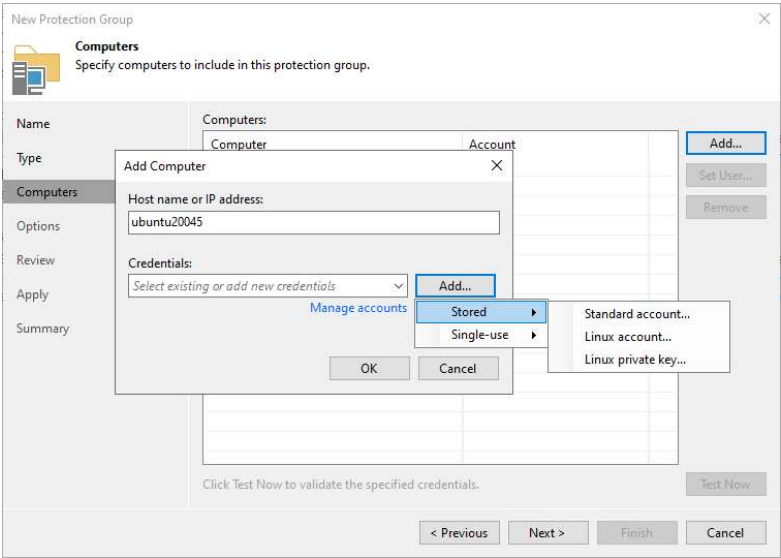 New Protection Group
Computers
Specify computers to include in this protection group.
Name
Type
Computers
Options
Review
Apply
Summary
Computers:
Computer Account
Add...
Set User...
Remove
Add Computer
Host name or IP address:
ubuntu20045
Credentials:
Select existing or add new credentials
Add...
Manage accounts
Stored
Single-use
Standard account...
Linux account...
Linux private key...
OK Cancel
Click Test Now to validate the specified credentials.
Test Now
< Previous Next > Finish Cancel